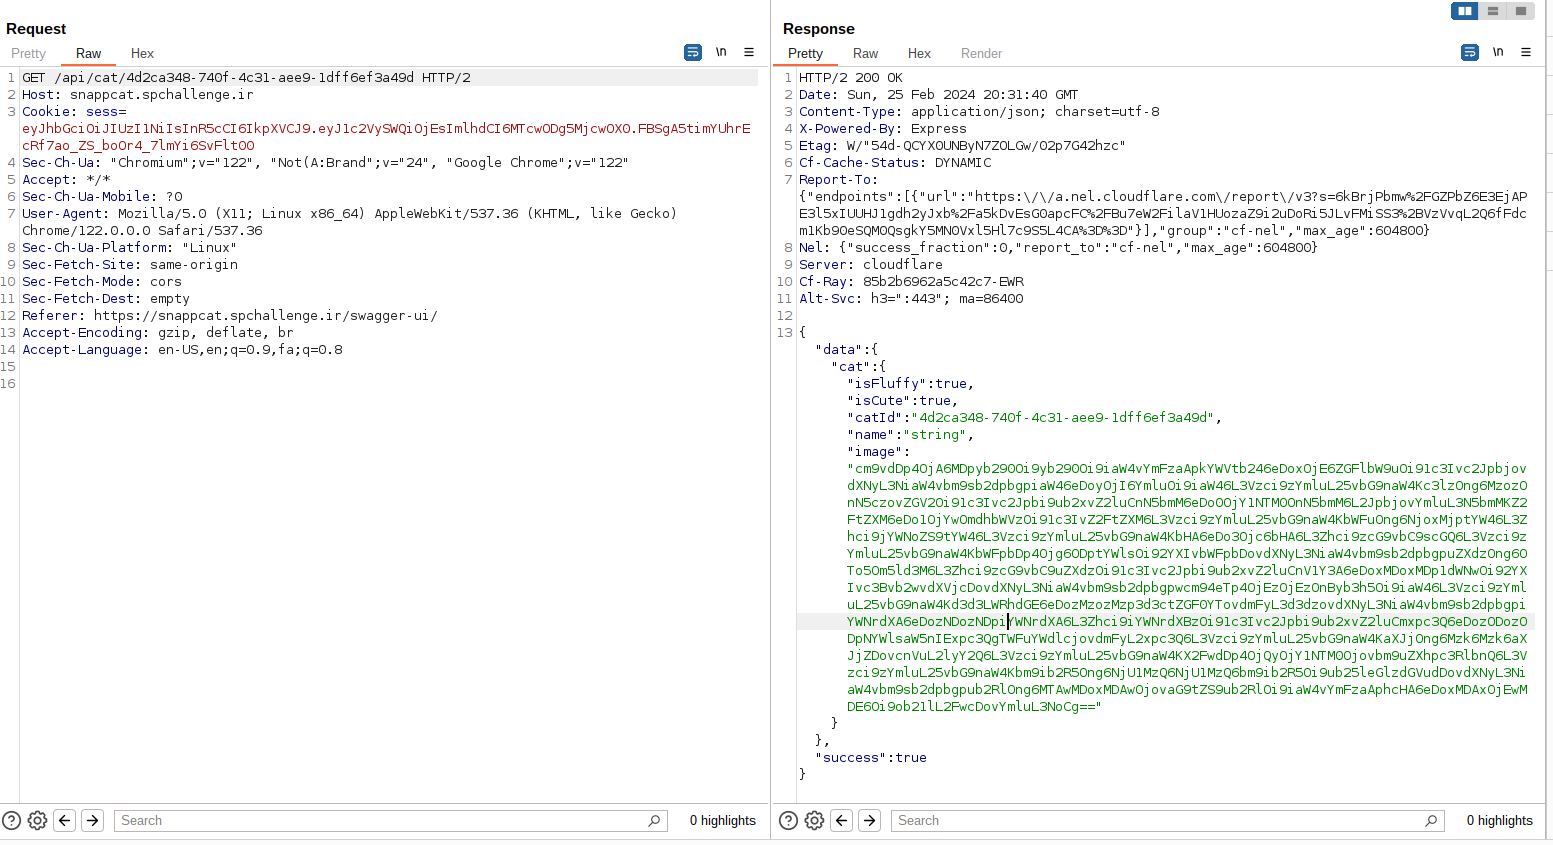 Request
Pretty Raw Hex
\n
1 GET /api/cat/4d2ca348-740f-4c31-aee9-1dff6ef3a49d HTTP/2
2 Host: snappcat.spchallenge.ir
3 Cookie: sess=
eyJhbGciOiJIUzI1NiIsInR5cCI6IkpXVCJ9.eyJ1c2VySWQiOjEsImlhdCI6MTcwODg5MjcwOX0.FBSgA5timYUhrE
cRf7ao_ZS_boOr4_7lmYi6SvFlt00
4 Sec-Ch-Ua: "Chromium";v="122", "Not(A:Brand";v="24", "Google Chrome";v="122"
5 Accept: */*
6 Sec-Ch-Ua-Mobile: ?0
7 User-Agent: Mozilla/5.0 (X11; Linux x86_64) AppleWebKit/537.36 (KHTML, like Gecko)
Chrome/122.0.0.0 Safari/537.36
8 Sec-Ch-Ua-Platform: "Linux"
9 Sec-Fetch-Site: same-origin
10 Sec-Fetch-Mode: cors
11 Sec-Fetch-Dest: empty
12 Referer: https://snappcat.spchallenge.ir/swagger-ui/
13 Accept-Encoding: gzip, deflate, br
14 Accept-Language: en-US,en;q=0.9,fa;q=0.8
15
16
Search
0 highlights
Response
Pretty Raw Hex Render
\n
1 HTTP/2 200 OK
2 Date: Sun, 25 Feb 2024 20:31:40 GMT
3 Content-Type: application/json; charset=utf-8
4 X-Powered-By: Express
5 Etag: W/"54d-QCYX0UNByN7ZOLGw/02p7G42hzc"
6 Cf-Cache-Status: DYNAMIC
7 Report-To:
{"endpoints":[{"url":"https:\/\/a.nel.cloudflare.com\/report\/v3?s=6kBrjPbmw%2FGZPbZ6E3EjAP
E3l5xIUUHJ1gdh2yJxb%2Fa5kDvEsG0apcFC%2FBu7eW2FilaV1HUozaZ9i2uDoRi5JLvFMiSS3%2BVzVvqL2Q6fFdc
m1Kb90eSQM0QsgkY5MN0Vxl5Hl7c9S5L4CA%3D%3D"}],"group":"cf-nel","max_age":604800}
8 Nel: {"success_fraction":0,"report_to":"cf-nel","max_age":604800}
9 Server: cloudflare
10 Cf-Ray: 85b2b6962a5c42c7-EWR
11 Alt-Svc: h3=":443"; ma=86400
12
13 {
"data":{
"cat":{
"isFluffy":true,
"isCute":true,
"catId":"4d2ca348-740f-4c31-aee9-1dff6ef3a49d",
"name":"string",
"image":
"cm9vdDp4OjA6MDpyb290Oi9yb290Oi9iaW4vYmFzaApkYWVtb246eDoxOjE6ZGFlbW9uOi91c3Ivc2Jpbjov
dXNyL3NiaW4vbm9sb2dpbgpiaW46eDoyOjI6YmluOi9iaW46L3Vzci9zYmluL25vbG9naW4Kc3lzOng6MzozO
nN5czovZGV2Oi91c3Ivc2Jpbi9ub2xvZ2luCnN5bmM6eDo0OjY1NTM0OnN5bmM6L2JpbjovYmluL3N5bmMKZ2
FtZXM6eDo1OjYwOmdhbWVzOi91c3IvZ2FtZXM6L3Vzci9zYmluL25vbG9naW4KbWFuOng6NjoxMjptYW46L3Z
hci9jYWNoZS9tYW46L3Vzci9zYmluL25vbG9naW4KbHA6eDo3Ojc6bHA6L3Zhci9zcG9vbC9scGQ6L3Vzci9z
YmluL25vbG9naW4KbWFpbDp4Ojg6ODptYWlsOi92YXIvbWFpbDovdXNyL3NiaW4vbm9sb2dpbgpuZXdzOng6O
To5Om5ld3M6L3Zhci9zcG9vbC9uZXdzOi91c3Ivc2Jpbi9ub2xvZ2luCnV1Y3A6eDoxMDoxMDp1dWNwOi92YX
Ivc3Bvb2wvdXVjcDovdXNyL3NiaW4vbm9sb2dpbgpwcm94eTp4OjEzOjEzOnByb3h5Oi9iaW46L3Vzci9zYml
uL25vbG9naW4Kd3d3LWRhdGE6eDozMzozMzp3d3ctZGF0YTovdmFyL3d3dzovdXNyL3NiaW4vbm9sb2dpbgpi
YWNrdXA6eDozNDozNDpiYWNrdXA6L3Zhci9iYWNrdXBzOi91c3Ivc2Jpbi9ub2xvZ2luCmxpc3Q6eDozODozO
DpNYWlsaW5nIExpc3QgTWFuYWdlcjovdmFyL2xpc3Q6L3Vzci9zYmluL25vbG9naW4KaXJjOng6Mzk6Mzk6aX
JjZDovcnVuL2lyY2Q6L3Vzci9zYmluL25vbG9naW4KX2FwdDp4OjQyOjY1NTM0Ojovbm9uZXhpc3RlbnQ6L3V
zci9zYmluL25vbG9naW4Kbm9ib2R5Ong6NjU1MzQ6NjU1MzQ6bm9ib2R5Oi9ub25leGlzdGVudDovdXNyL3Ni
aW4vbm9sb2dpbgpub2RlOng6MTAwMDoxMDAwOjovaG9tZS9ub2RlOi9iaW4vYmFzaAphcHA6eDoxMDAxOjEwM
DE6Oi9ob21lL2FwcDovYmluL3NoCg=="
}
},
"success":true
}
Search
0 highlights